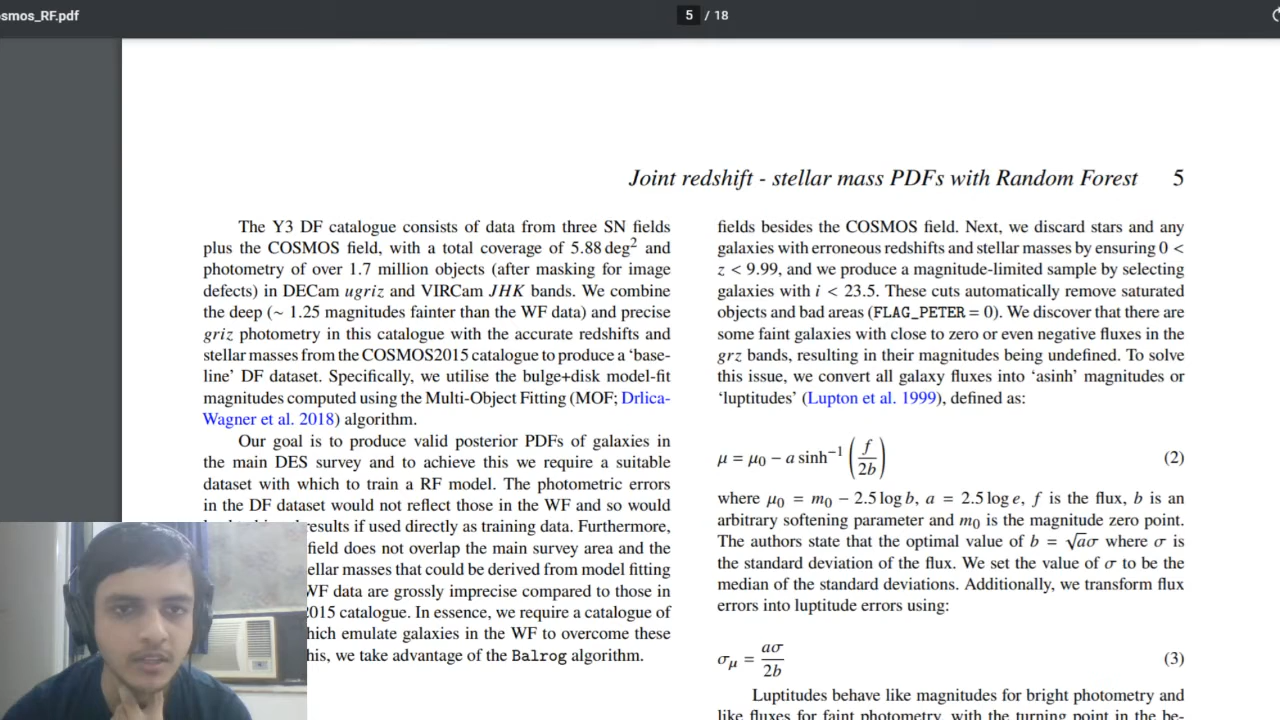 osmos_RF.pdf
5 / 18
Joint redshift - stellar mass PDFs with Random Forest 5
The Y3 DF catalogue consists of data from three SN fields
plus the COSMOS field, with a total coverage of 5.88 deg² and
photometry of over 1.7 million objects (after masking for image
defects) in DECam ugriz and VIRCam JHK bands. We combine
the deep (∼ 1.25 magnitudes fainter than the WF data) and precise
griz photometry in this catalogue with the accurate redshifts and
stellar masses from the COSMOS2015 catalogue to produce a ‘base-
line’ DF dataset. Specifically, we utilise the bulge+disk model-fit
magnitudes computed using the Multi-Object Fitting (MOF; Drlica-
Wagner et al. 2018) algorithm.
Our goal is to produce valid posterior PDFs of galaxies in
the main DES survey and to achieve this we require a suitable
dataset with which to train a RF model. The photometric errors
in the DF dataset would not reflect those in the WF and so would
results if used directly as training data. Furthermore,
field does not overlap the main survey area and the
ellar masses that could be derived from model fitting
WF data are grossly imprecise compared to those in
015 catalogue. In essence, we require a catalogue of
hich emulate galaxies in the WF to overcome these
his, we take advantage of the Balrog algorithm.
fields besides the COSMOS field. Next, we discard stars and any
galaxies with erroneous redshifts and stellar masses by ensuring 0 <
z < 9.99, and we produce a magnitude-limited sample by selecting
galaxies with i < 23.5. These cuts automatically remove saturated
objects and bad areas (FLAG_PETER = 0). We discover that there are
some faint galaxies with close to zero or even negative fluxes in the
grz bands, resulting in their magnitudes being undefined. To solve
this issue, we convert all galaxy fluxes into ‘asinh’ magnitudes or
‘luptitudes’ (Lupton et al. 1999), defined as:
μ = μ₀ − a sinh⁻¹ (f / 2b) (2)
where μ₀ = m₀ − 2.5 log b, a = 2.5 log e, f is the flux, b is an
arbitrary softening parameter and m₀ is the magnitude zero point.
The authors state that the optimal value of b = √aσ where σ is
the standard deviation of the flux. We set the value of σ to be the
median of the standard deviations. Additionally, we transform flux
errors into luptitude errors using:
σμ = aσ / 2b (3)
Luptitudes behave like magnitudes for bright photometry and
like fluxes for faint photometry, with the turning point in the be-